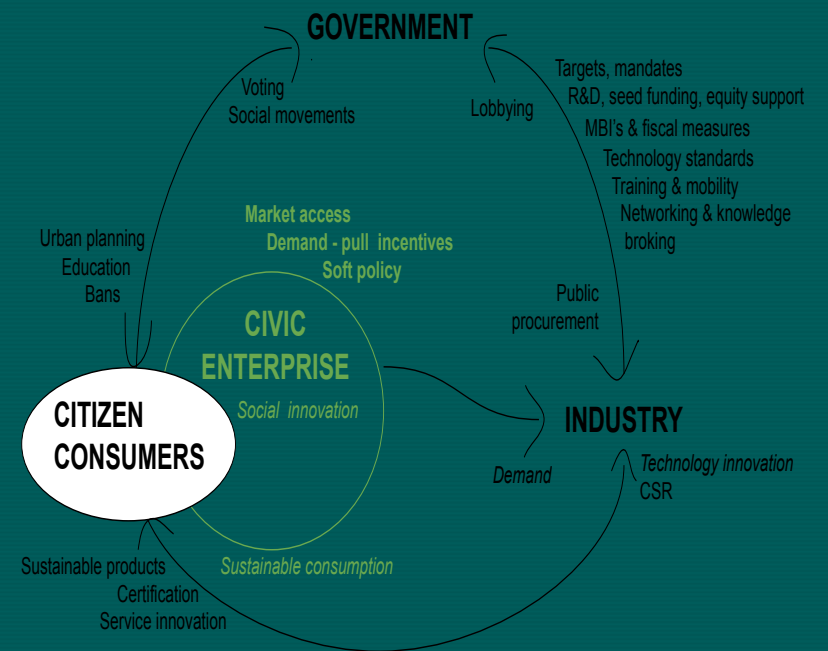 GOVERNMENT
Voting
Social movements
Lobbying
Targets, mandates
R&D, seed funding, equity support
MBI's & fiscal measures
Technology standards
Training & mobility
Networking & knowledge
broking
Market access
Demand - pull incentives
Soft policy
Urban planning
Education
Bans
Public
procurement
CIVIC
ENTERPRISE
Social innovation
CITIZEN
CONSUMERS
INDUSTRY
Demand
Technology innovation
CSR
Sustainable products
Certification
Service innovation
Sustainable consumption